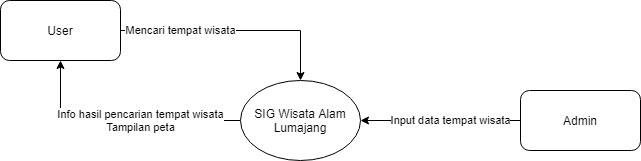 User
Mencari tempat wisata
Info hasil pencarian tempat wisata
Tampilan peta
SIG Wisata Alam
Lumajang
Input data tempat wisata
Admin